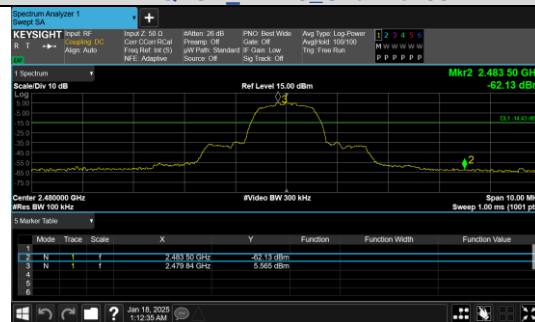 Spectrum Analyzer 1
Swept SA
+
KEYSIGHT Input: RF Input Z: 50 Ω #Atten: 26 dB PNO: Best Wide Avg Type: Log-Power 1 2 3 4 5 6
R T Coupling: DC Corr CCorr RCal Preamp: Off Gate: Off Avg|Hold: 100/100 M W W W W W
Align: Auto Freq Ref: Int (S) µW Path: Standard IF Gain: Low Trig: Free Run P P P P P P
NFE: Adaptive Source: Off Sig Track: Off
1 Spectrum Mkr2 2.483 50 GHz
Scale/Div 10 dB Ref Level 15.00 dBm -62.13 dBm
Log
5.00 3
-5.00
-15.0 DL1 -14.43 dB
-25.0
-35.0
-45.0
-55.0
-65.0 2
-75.0
Center 2.480000 GHz #Video BW 300 kHz Span 10.00 M
#Res BW 100 kHz Sweep 1.00 ms (1001 pt
5 Marker Table
Mode Trace Scale X Y Function Function Width Function Value
1
2 N 1 f 2.483 50 GHz -62.13 dBm
3 N 1 f 2.479 84 GHz 5.565 dBm
4
5
6
? Jan 18, 2025
1:12:35 AM